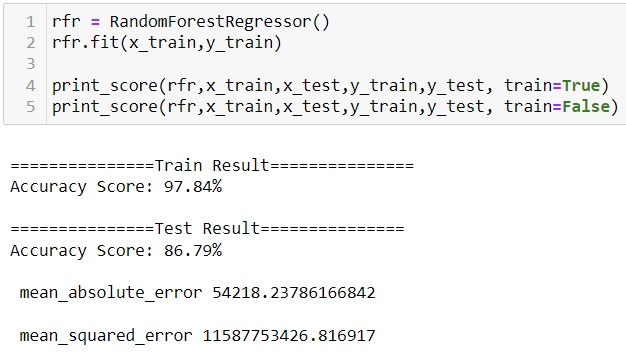 1 rfr = RandomForestRegressor()
2 rfr.fit(x_train,y_train)
3
4 print_score(rfr,x_train,x_test,y_train,y_test, train=True)
5 print_score(rfr,x_train,x_test,y_train,y_test, train=False)
===============Train Result===============
Accuracy Score: 97.84%
===============Test Result===============
Accuracy Score: 86.79%
mean_absolute_error 54218.23786166842
mean_squared_error 11587753426.816917